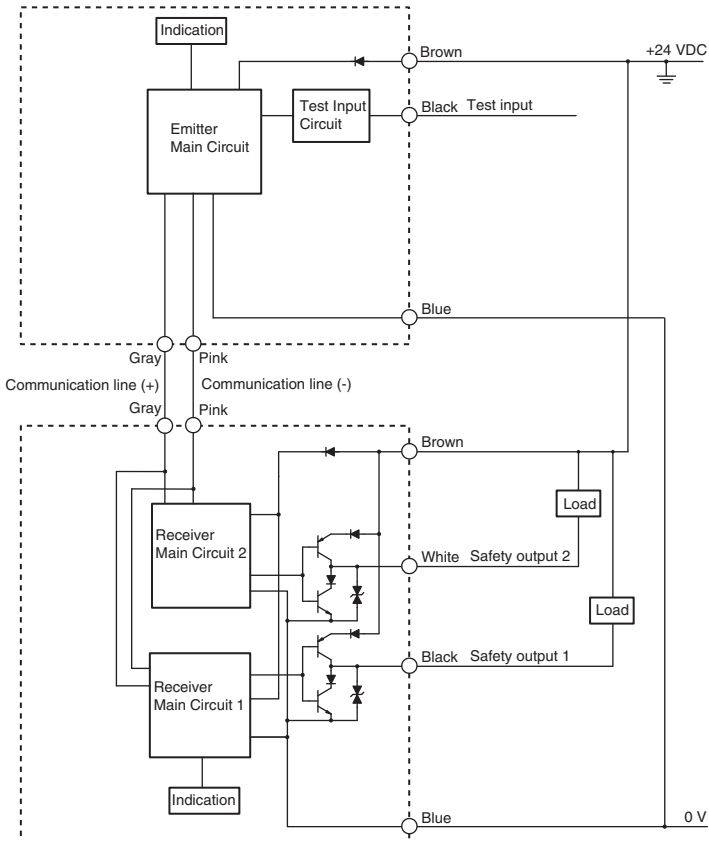 Indication
Brown
+24 VDC
Emitter
Main Circuit
Test Input
Circuit
Black Test input
Blue
Gray
Pink
Communication line (+)
Communication line (-)
Gray
Pink
Brown
Load
Receiver
Main Circuit 2
White Safety output 2
Load
Black Safety output 1
Receiver
Main Circuit 1
Indication
Blue
0 V